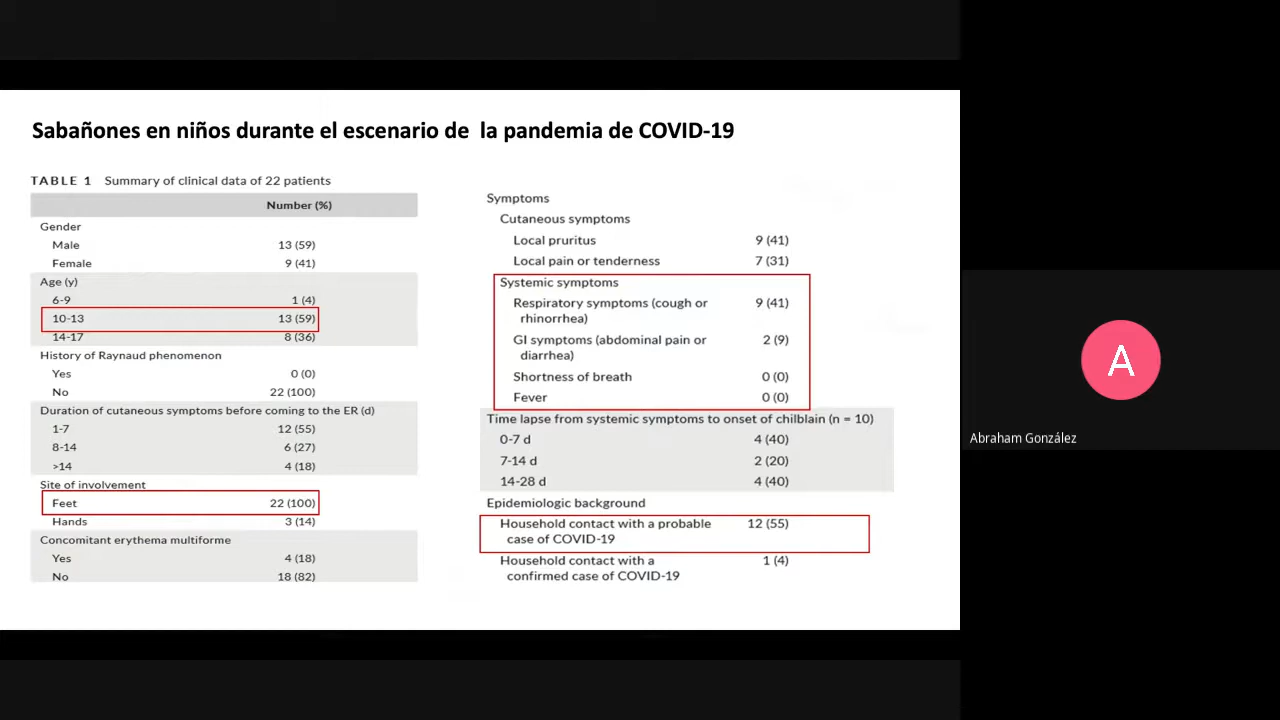 Sabañones en niños durante el escenario de la pandemia de COVID-19
TABLE 1 Summary of clinical data of 22 patients
Number (%)
Gender
Male 13 (59)
Female 9 (41)
Age (y)
6-9 1 (4)
10-13 13 (59)
14-17 8 (36)
History of Raynaud phenomenon
Yes 0 (0)
No 22 (100)
Duration of cutaneous symptoms before coming to the ER (d)
1-7 12 (55)
8-14 6 (27)
>14 4 (18)
Site of involvement
Feet 22 (100)
Hands 3 (14)
Concomitant erythema multiforme
Yes 4 (18)
No 18 (82)
Symptoms
Cutaneous symptoms
Local pruritus 9 (41)
Local pain or tenderness 7 (31)
Systemic symptoms
Respiratory symptoms (cough or 9 (41)
rhinorrhea)
GI symptoms (abdominal pain or 2 (9)
diarrhea)
Shortness of breath 0 (0)
Fever 0 (0)
Time lapse from systemic symptoms to onset of chilblain (n = 10)
0-7 d 4 (40)
7-14 d 2 (20)
14-28 d 4 (40)
Epidemiologic background
Household contact with a probable 12 (55)
case of COVID-19
Household contact with a 1 (4)
confirmed case of COVID-19
A
Abraham González